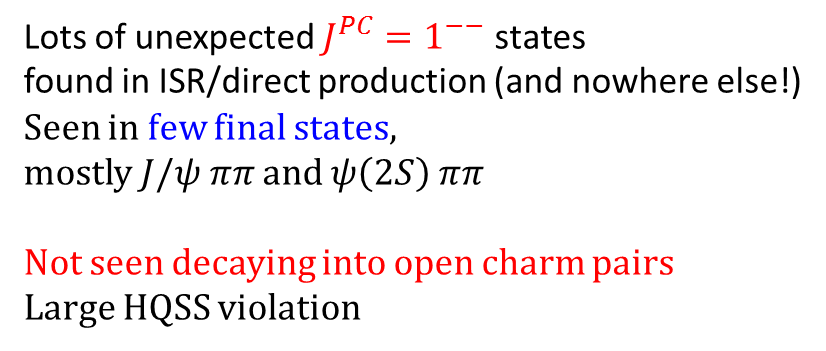 Lots of unexpected J^{PC} = 1^{−−} states
found in ISR/direct production (and nowhere else!)
Seen in few final states,
mostly J/ψ ππ and ψ(2S) ππ
Not seen decaying into open charm pairs
Large HQSS violation